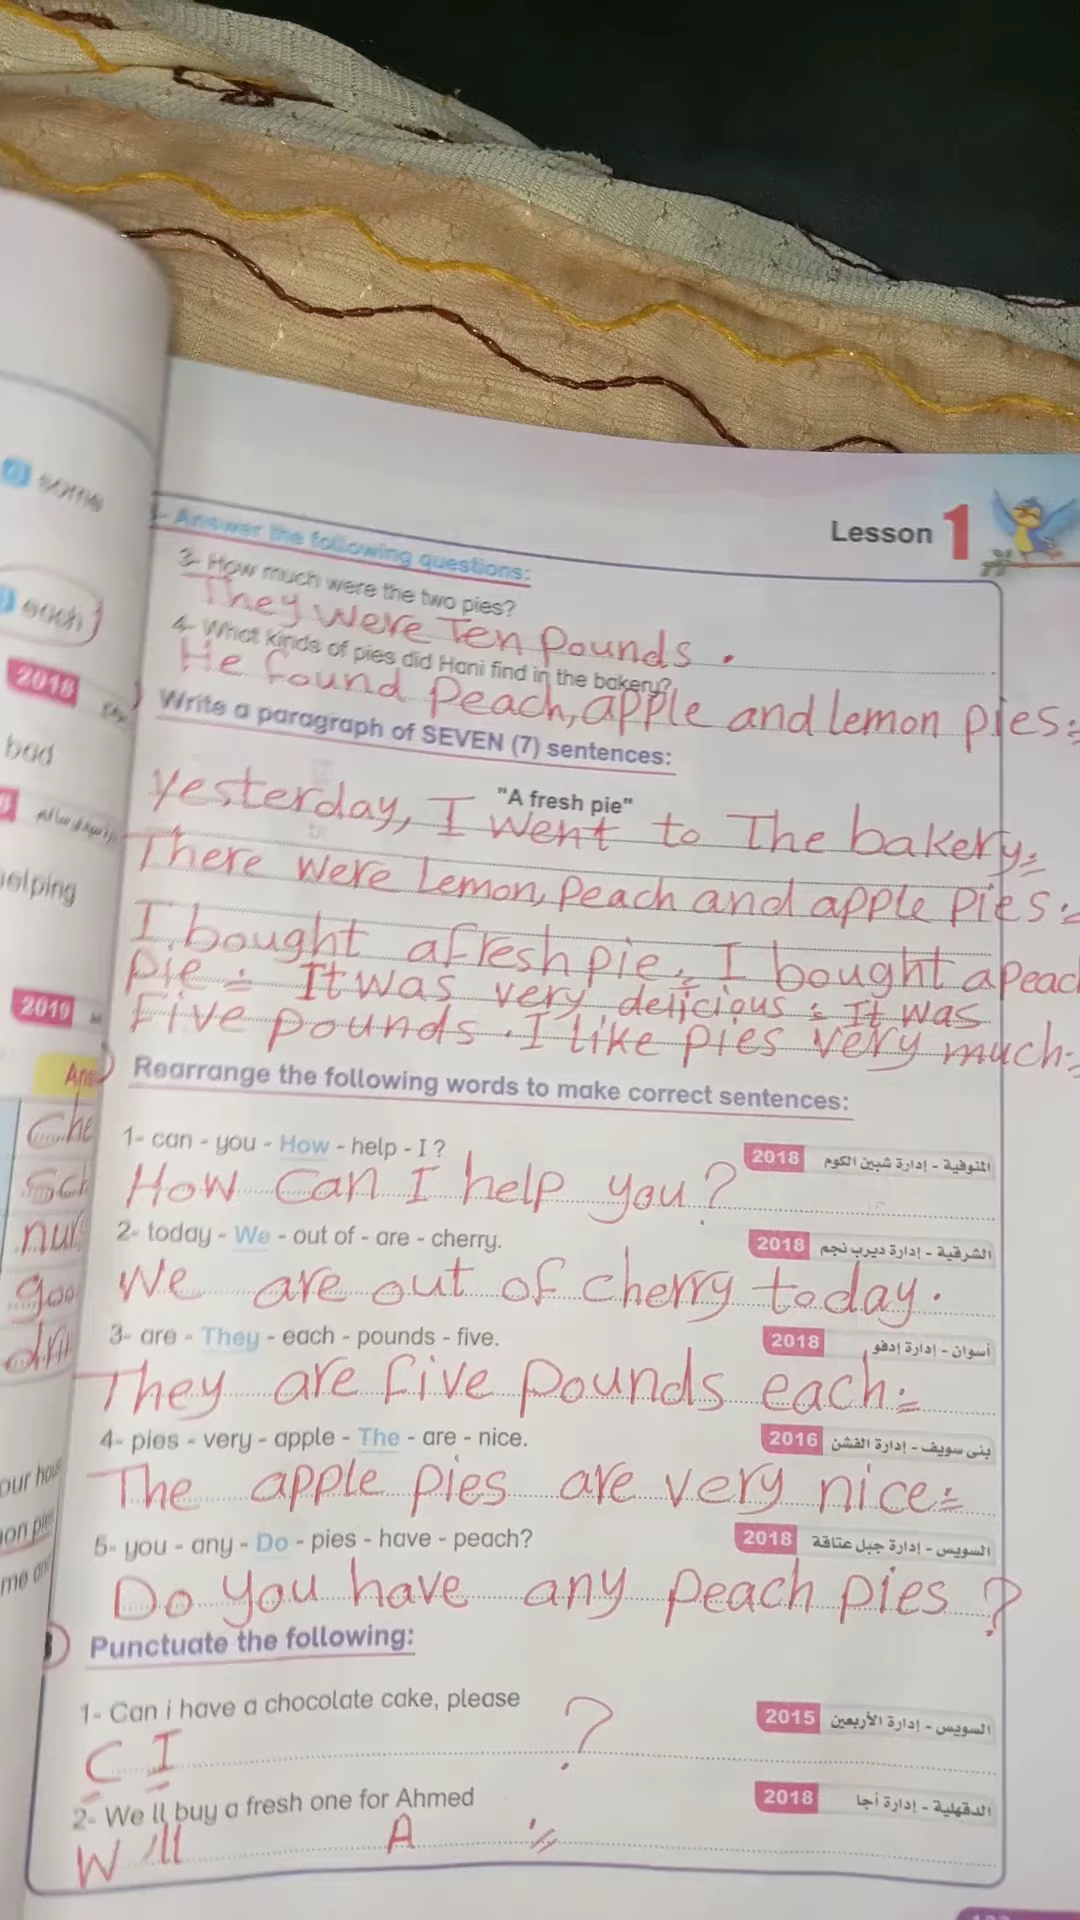 Lesson 1
some
Answer the following questions:
3- How much were the two pies?
They were Ten Pounds.
each
4- What kinds of pies did Hani find in the bakery?
He found Peach, apple and lemon pies.
2018
Write a paragraph of SEVEN (7) sentences:
bad
"A fresh pie"
Yesterday, I went to The bakery.
There were Lemon, Peach and apple Pies.
helping
I bought a fresh pie. I bought a peach
Pie. It was very delicious. It was
2019
Five pounds. I like pies very much.
Rearrange the following words to make correct sentences:
1- can - you - How - help - I ?
2018 المنوفية - إدارة شبين الكوم
How can I help you?
2- today - We - out of - are - cherry.
2018 الشرقية - إدارة ديرب نجم
We are out of cherry today.
3- are - They - each - pounds - five.
2018 أسوان - إدارة إدفو
They are five Pounds each.
4- pies - very - apple - The - are - nice.
2016 بنى سويف - إدارة الفشن
The apple pies are very nice.
5- you - any - Do - pies - have - peach?
2018 السويس - إدارة جبل عتاقة
Do you have any peach pies?
Punctuate the following:
1- Can i have a chocolate cake, please
2015 السويس - إدارة الأربعين
C I ?
2- We ll buy a fresh one for Ahmed
2018 الدقهلية - إدارة أجا
W 'll A .